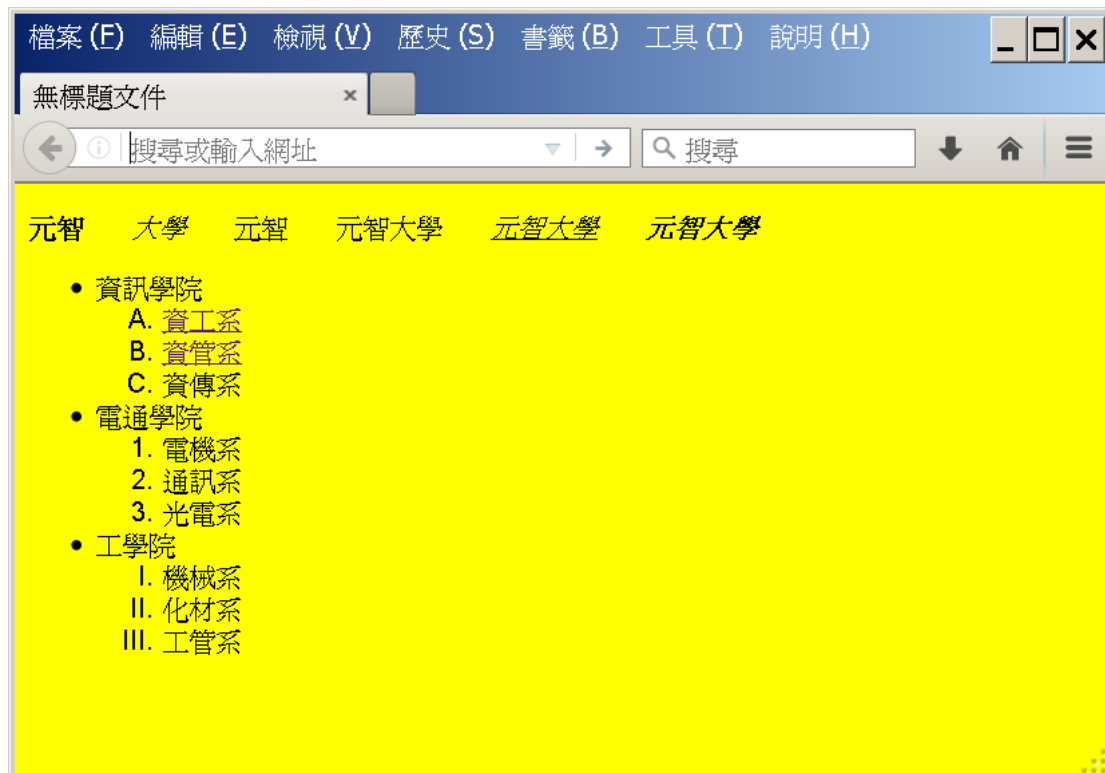 檔案 (F) 編輯 (E) 檢視 (V) 歷史 (S) 書籤 (B) 工具 (T) 說明 (H)
無標題文件
搜尋或輸入網址 搜尋
元智 大學 元智 元智大學 元智大學 元智大學
• 資訊學院
A. 資工系
B. 資管系
C. 資傳系
• 電通學院
1. 電機系
2. 通訊系
3. 光電系
• 工學院
I. 機械系
II. 化材系
III. 工管系